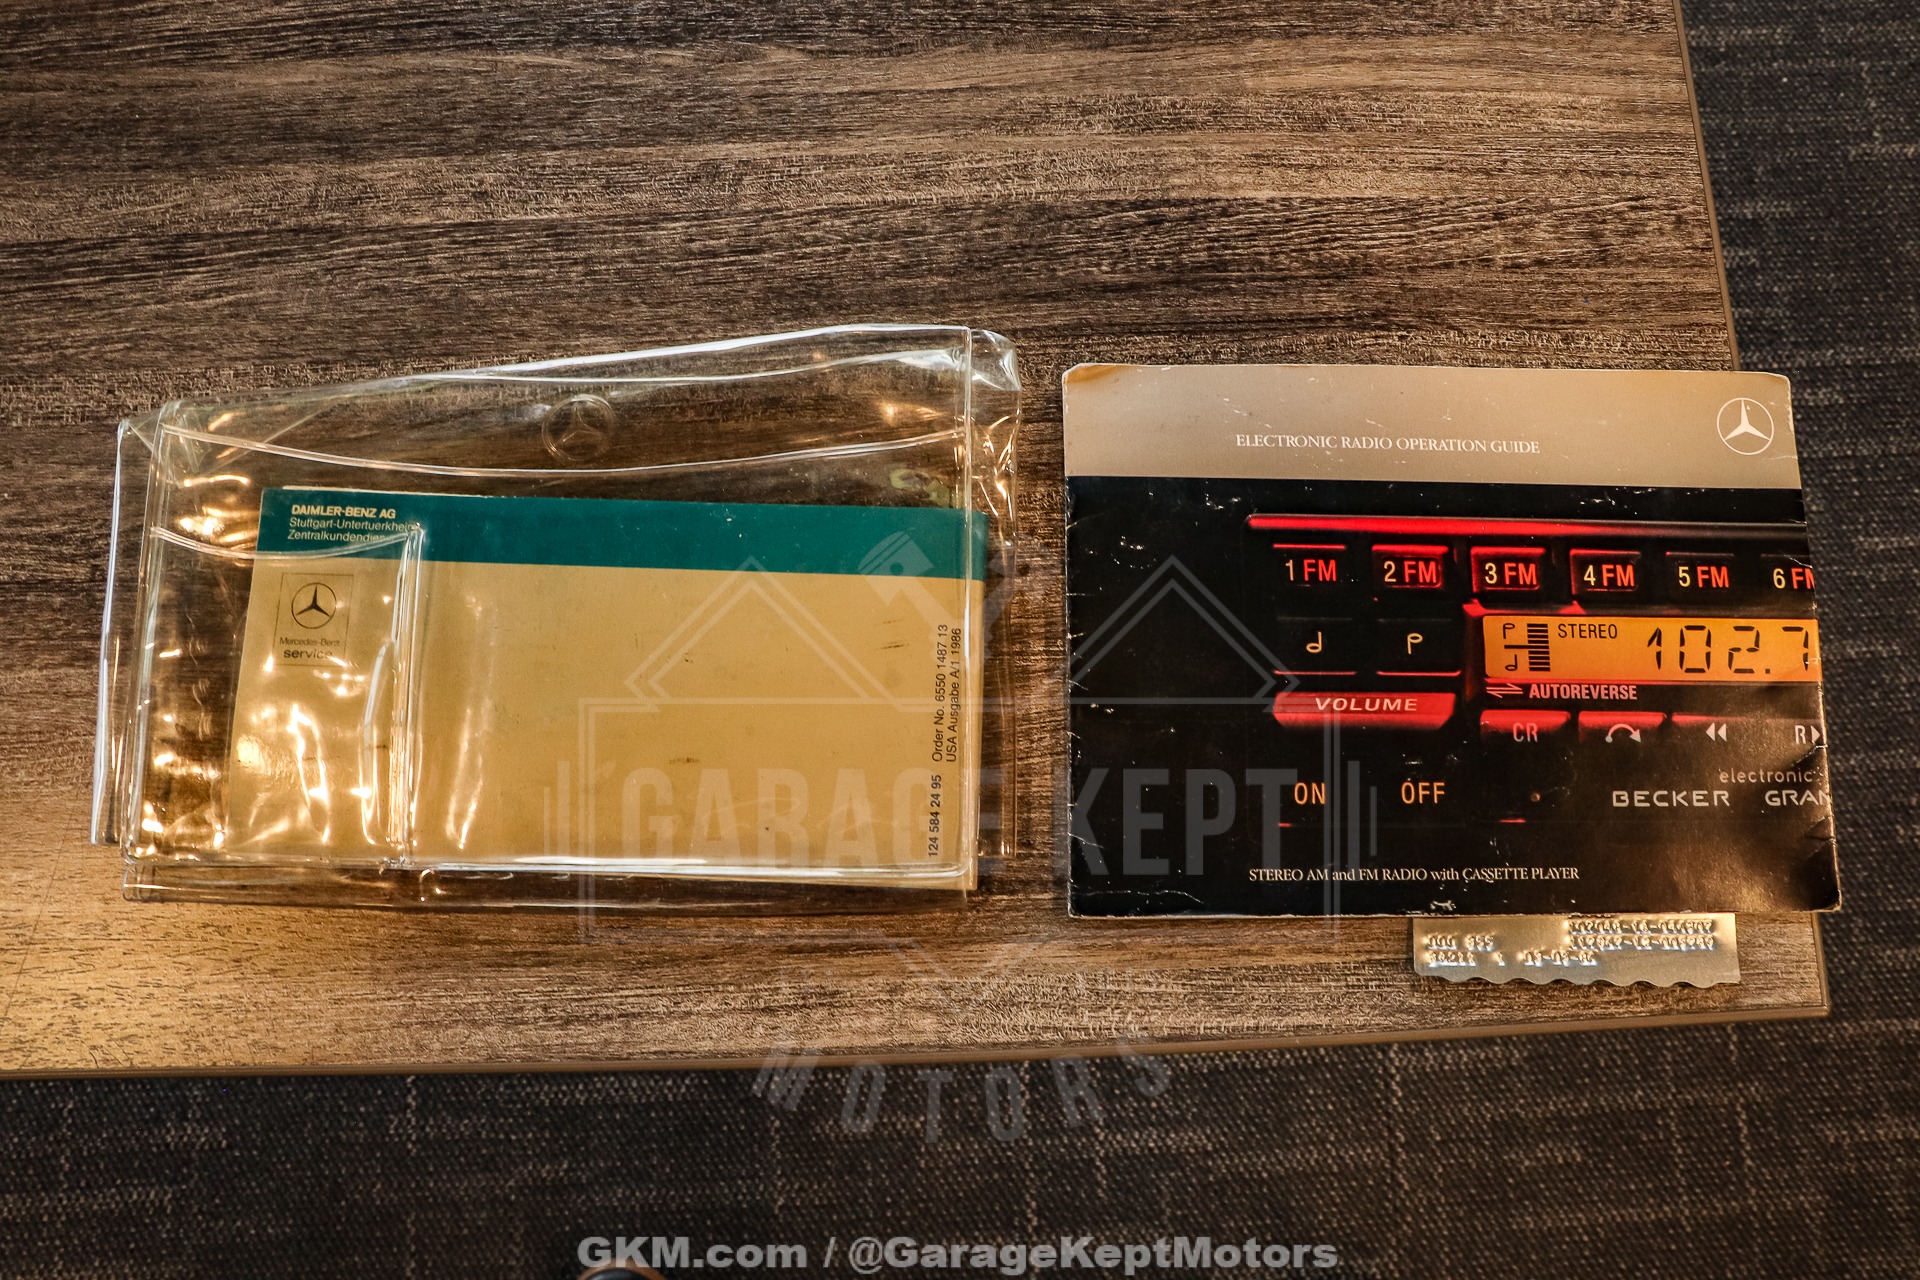 DAIMLER-BENZ AG
Stuttgart-Untertuerkheim
Mercedes-Benz
service
124 584 24 95 Order No. 6550 1487 13
USA Ausgabe A/1 1986
ELECTRONIC RADIO OPERATION GUIDE
1 FM 2 FM 3 FM 4 FM 5 FM 6 FM
d p
p STEREO 102.7
d
AUTOREVERSE
VOLUME
CR R
ON OFF
electronic
BECKER GRAN
STEREO AM and FM RADIO with CASSETTE PLAYER
GARAGE KEPT
MOTORS
GKM.com / @GarageKeptMotors